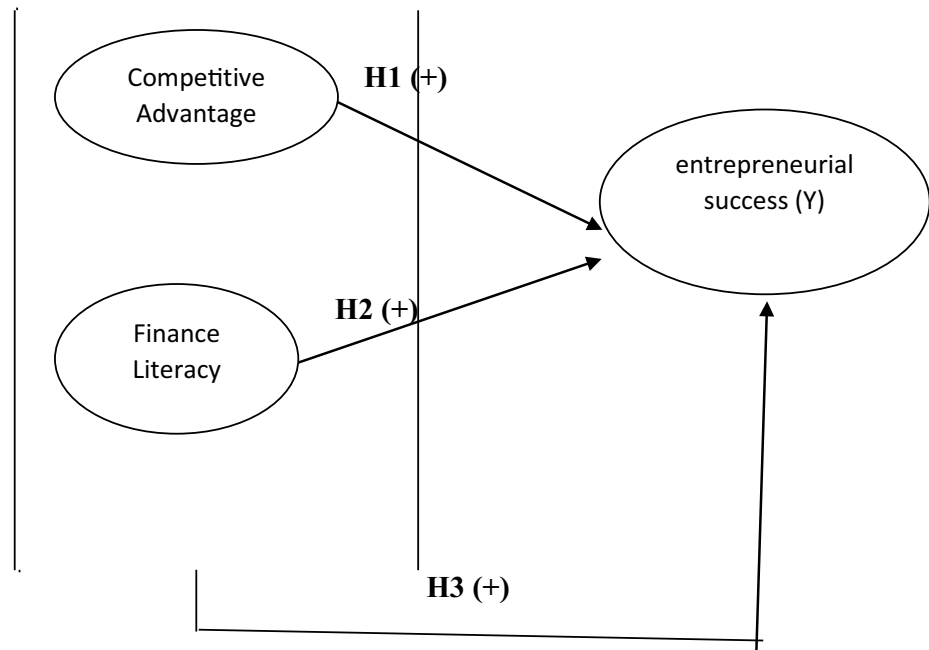 Competitive
Advantage
H1 (+)
entrepreneurial
success (Y)
Finance
Literacy
H2 (+)
H3 (+)